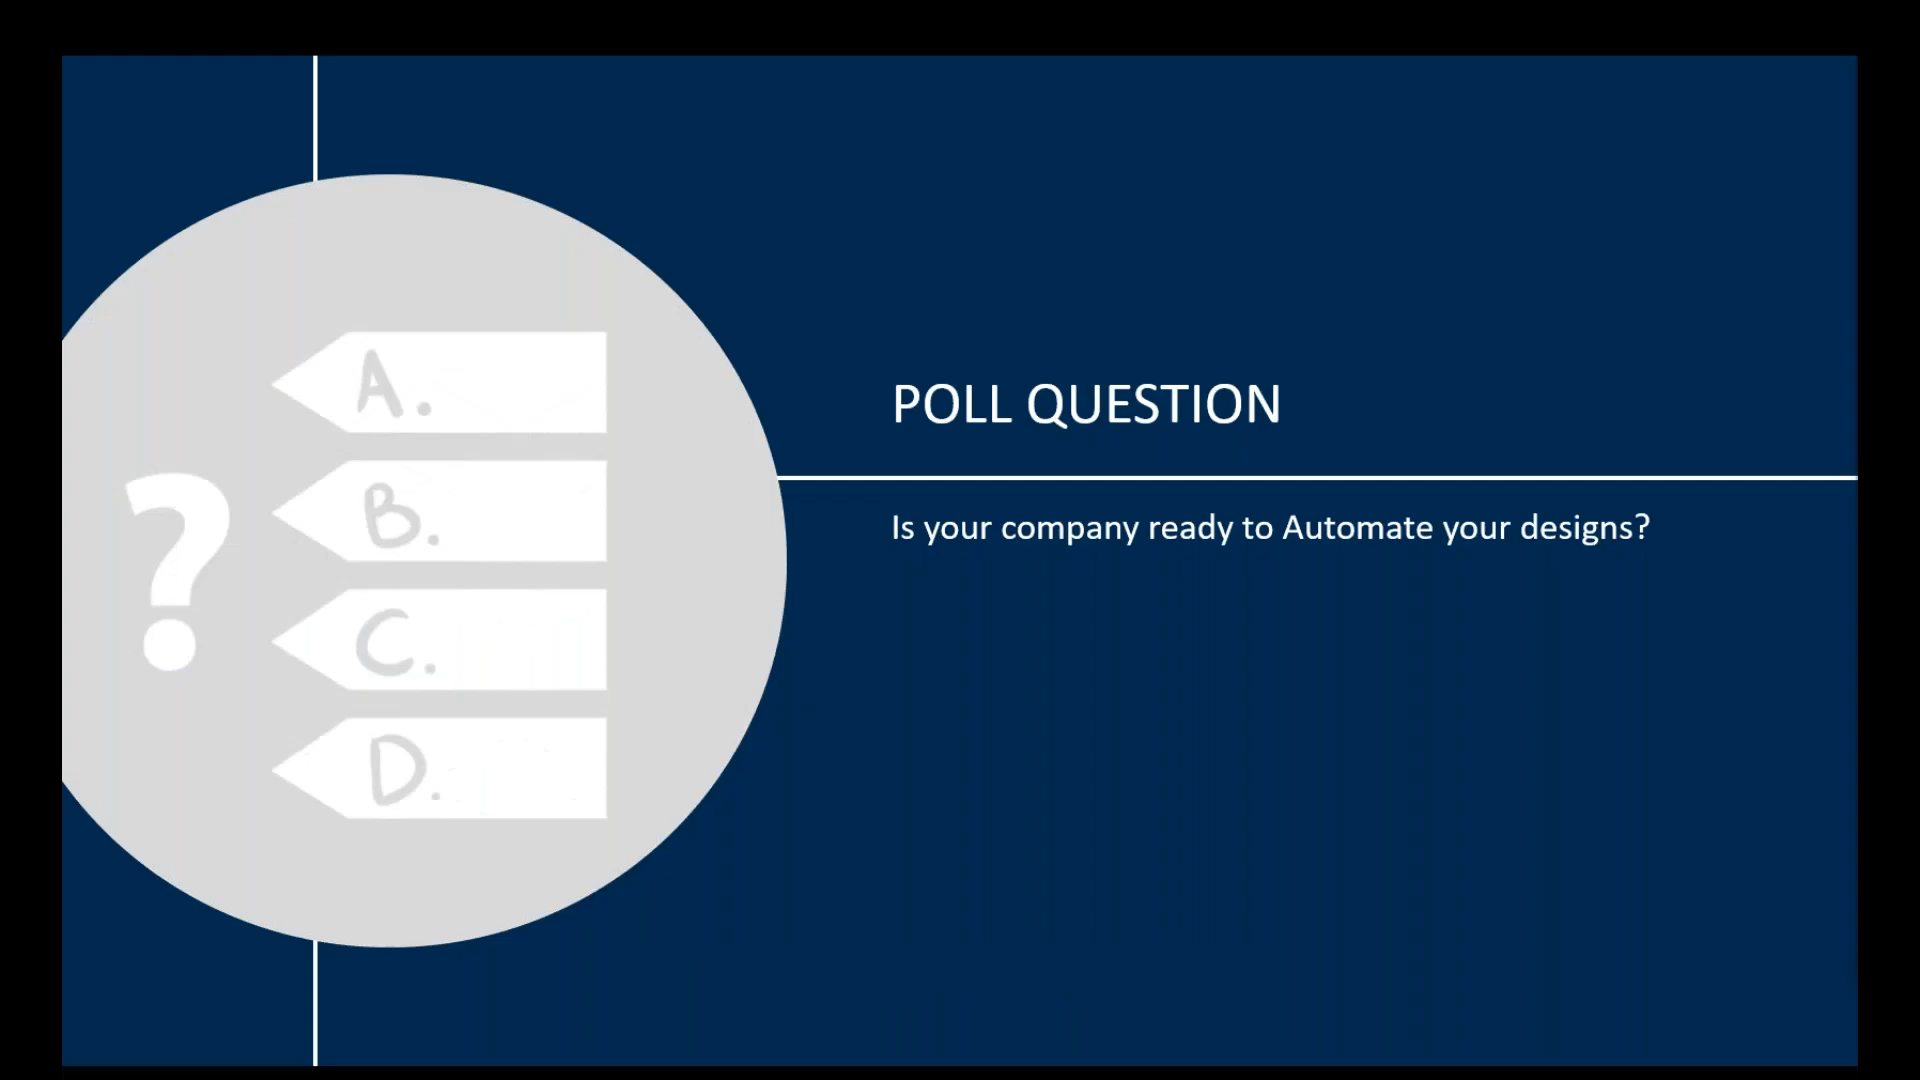 ?
A.
B.
C.
D.
POLL QUESTION
Is your company ready to Automate your designs?